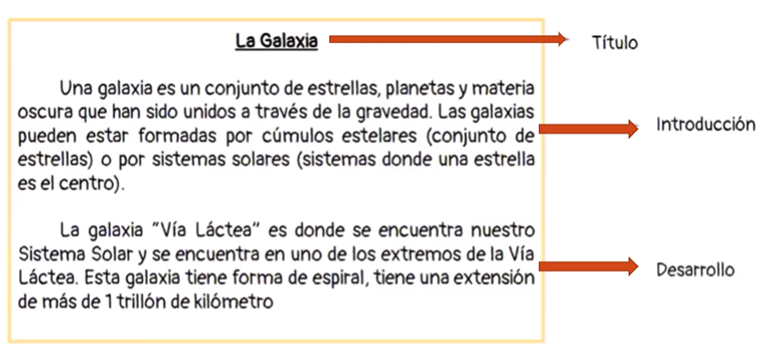 La Galaxia
Título
Una galaxia es un conjunto de estrellas, planetas y materia
oscura que han sido unidos a través de la gravedad. Las galaxias
pueden estar formadas por cúmulos estelares (conjunto de
estrellas) o por sistemas solares (sistemas donde una estrella
es el centro).
Introducción
La galaxia “Vía Láctea” es donde se encuentra nuestro
Sistema Solar y se encuentra en uno de los extremos de la Vía
Láctea. Esta galaxia tiene forma de espiral, tiene una extensión
de más de 1 trillón de kilómetro
Desarrollo